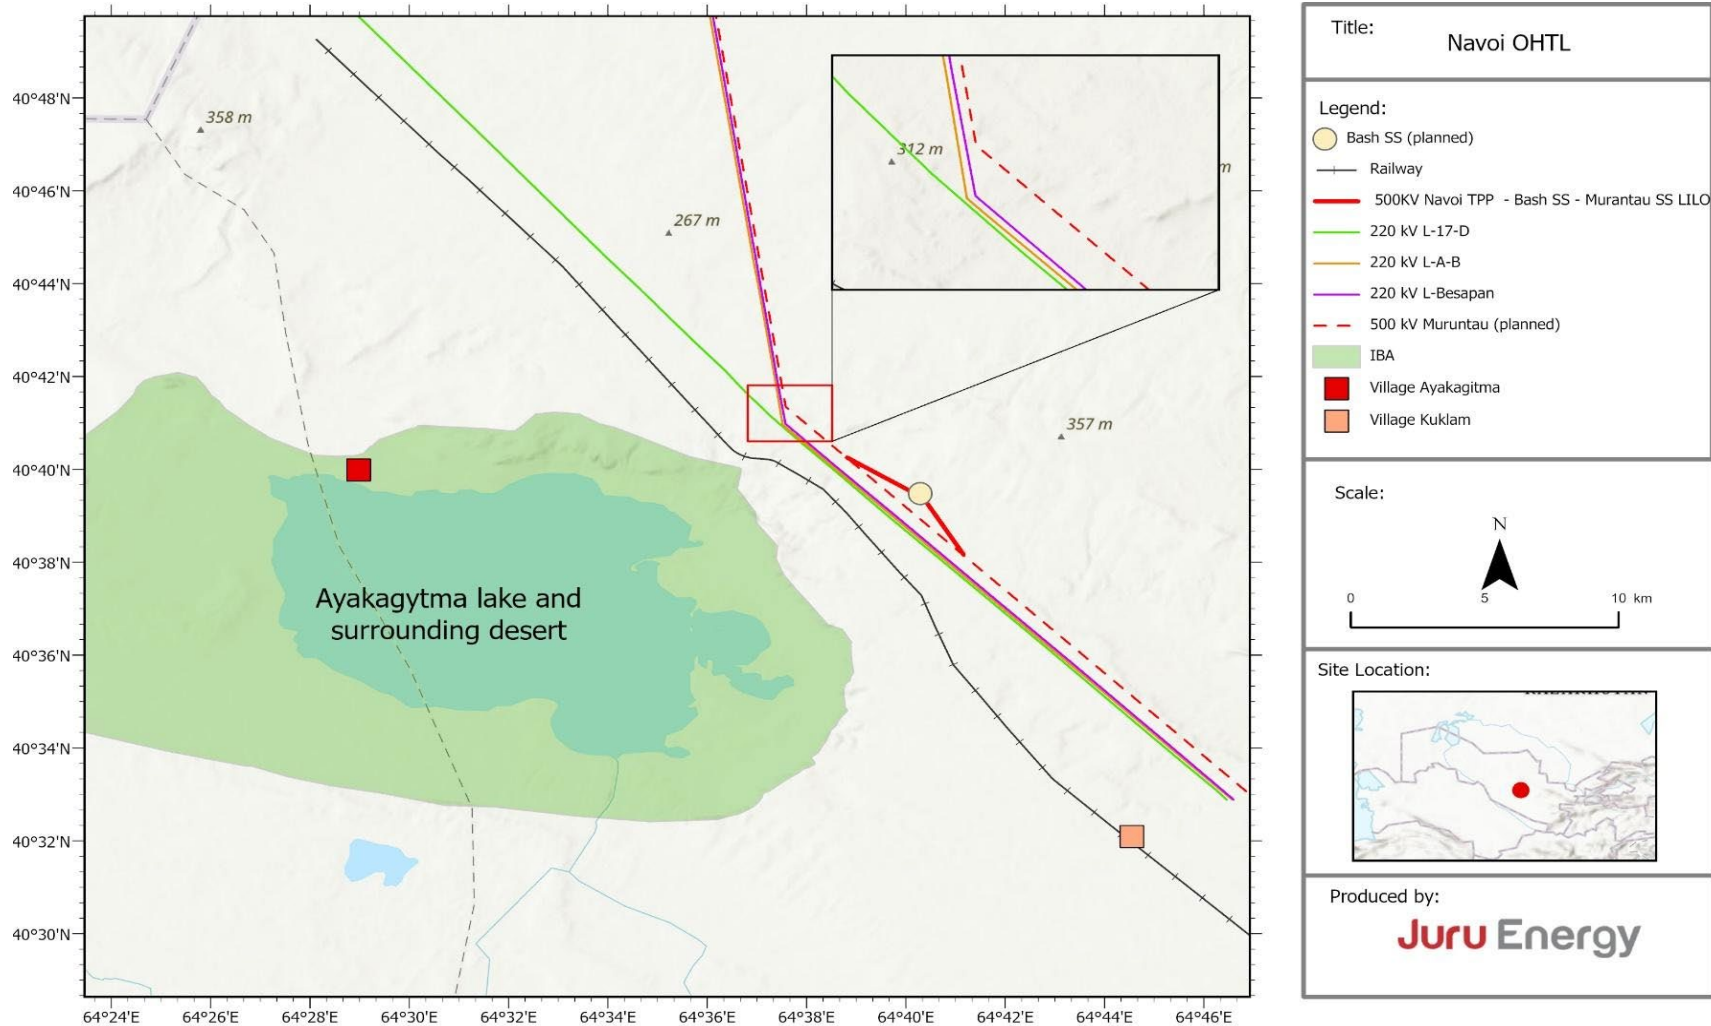 40°48'N
40°46'N
40°44'N
40°42'N
40°40'N
40°38'N
40°36'N
40°34'N
40°32'N
40°30'N
358 m
267 m
312 m
m
357 m
Ayakagytma lake and
surrounding desert
64°24'E 64°26'E 64°28'E 64°30'E 64°32'E 64°34'E 64°36'E 64°38'E 64°40'E 64°42'E 64°44'E 64°46'E
Title:
Navoi OHTL
Legend:
Bash SS (planned)
Railway
500KV Navoi TPP - Bash SS - Murantau SS LILO
220 kV L-17-D
220 kV L-A-B
220 kV L-Besapan
500 kV Muruntau (planned)
IBA
Village Ayakagitma
Village Kuklam
Scale:
N
0 5 10 km
Site Location:
Produced by:
Juru Energy